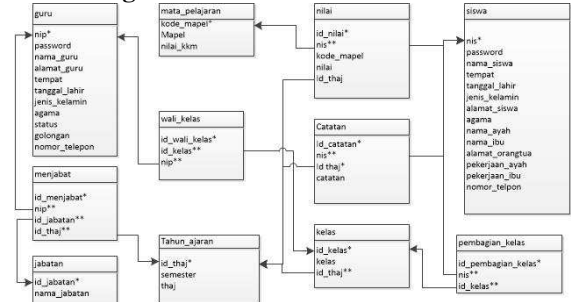 guru
nip*
password
nama_guru
alamat_guru
tempat
tanggal_lahir
jenis_kelamin
agama
status
golongan
nomor_telepon
mata_pelajaran
kode_mapel*
Mapel
nilai_kkm
nilai
id_nilai*
nis**
kode_mapel
nilai
id_thaj
siswa
nis*
password
nama_siswa
tempat
tanggal_lahir
jenis_kelamin
alamat_siswa
agama
nama_ayah
nama_ibu
alamat_orangtua
pekerjaan_ayah
pekerjaan_ibu
nomor_telpon
wali_kelas
id_wali_kelas*
id_kelas**
nip**
Catatan
id_catatan*
nis**
id thaj*
catatan
menjabat
id_menjabat*
nip**
id_jabatan**
id_thaj**
Tahun_ajaran
id_thaj*
semester
thaj
kelas
id_kelas*
kelas
id_thaj**
pembagian_kelas
id_pembagian_kelas*
nis**
id_kelas**
jabatan
id_jabatan*
nama_jabatan